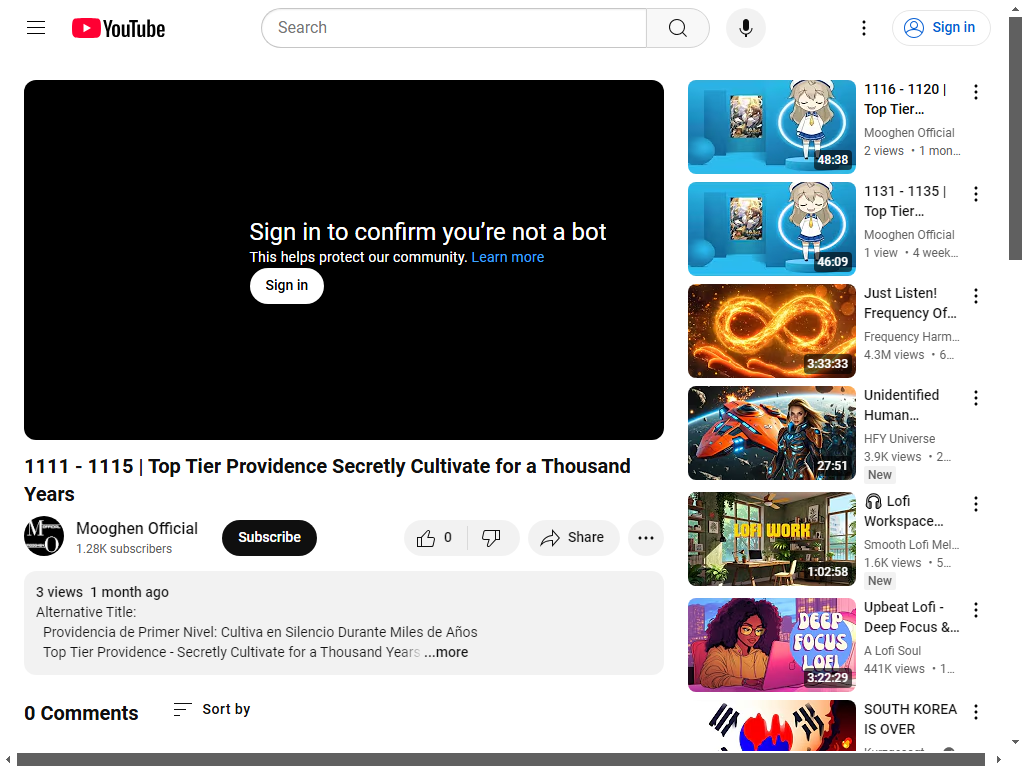 YouTube
Search
Sign in
Sign in to confirm you’re not a bot
This helps protect our community. Learn more
Sign in
1111 - 1115 | Top Tier Providence Secretly Cultivate for a Thousand
Years
Mooghen Official
1.28K subscribers
Subscribe
0
Share
3 views 1 month ago
Alternative Title:
Providencia de Primer Nivel: Cultiva en Silencio Durante Miles de Años
Top Tier Providence - Secretly Cultivate for a Thousand Years ...more
0 Comments
Sort by
48:38
1116 - 1120 |
Top Tier…
Mooghen Official
2 views • 1 mon…
46:09
1131 - 1135 |
Top Tier…
Mooghen Official
1 view • 4 week…
3:33:33
Just Listen!
Frequency Of…
Frequency Harm…
4.3M views • 6…
27:51
Unidentified
Human…
HFY Universe
3.9K views • 2…
New
LOFI WORK
1:02:58
🎧 Lofi
Workspace…
Smooth Lofi Mel…
1.6K views • 5…
New
DEEP
FOCUS
LOFI
3:22:29
Upbeat Lofi -
Deep Focus &…
A Lofi Soul
441K views • 1…
SOUTH KOREA
IS OVER